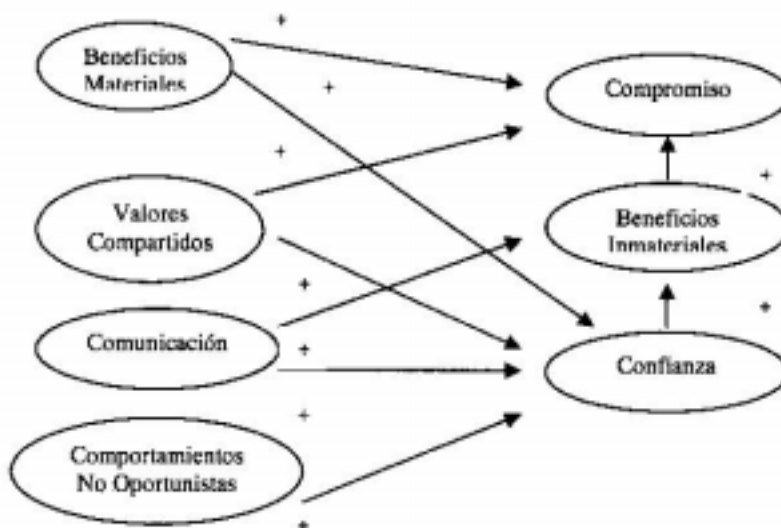 +
Beneficios
Materiales
+
Compromiso
+
+
Valores
Compartidos
Beneficios
Inmateriales
+
+
Comunicación
+
Confianza
+
Comportamientos
No Oportunistas
+